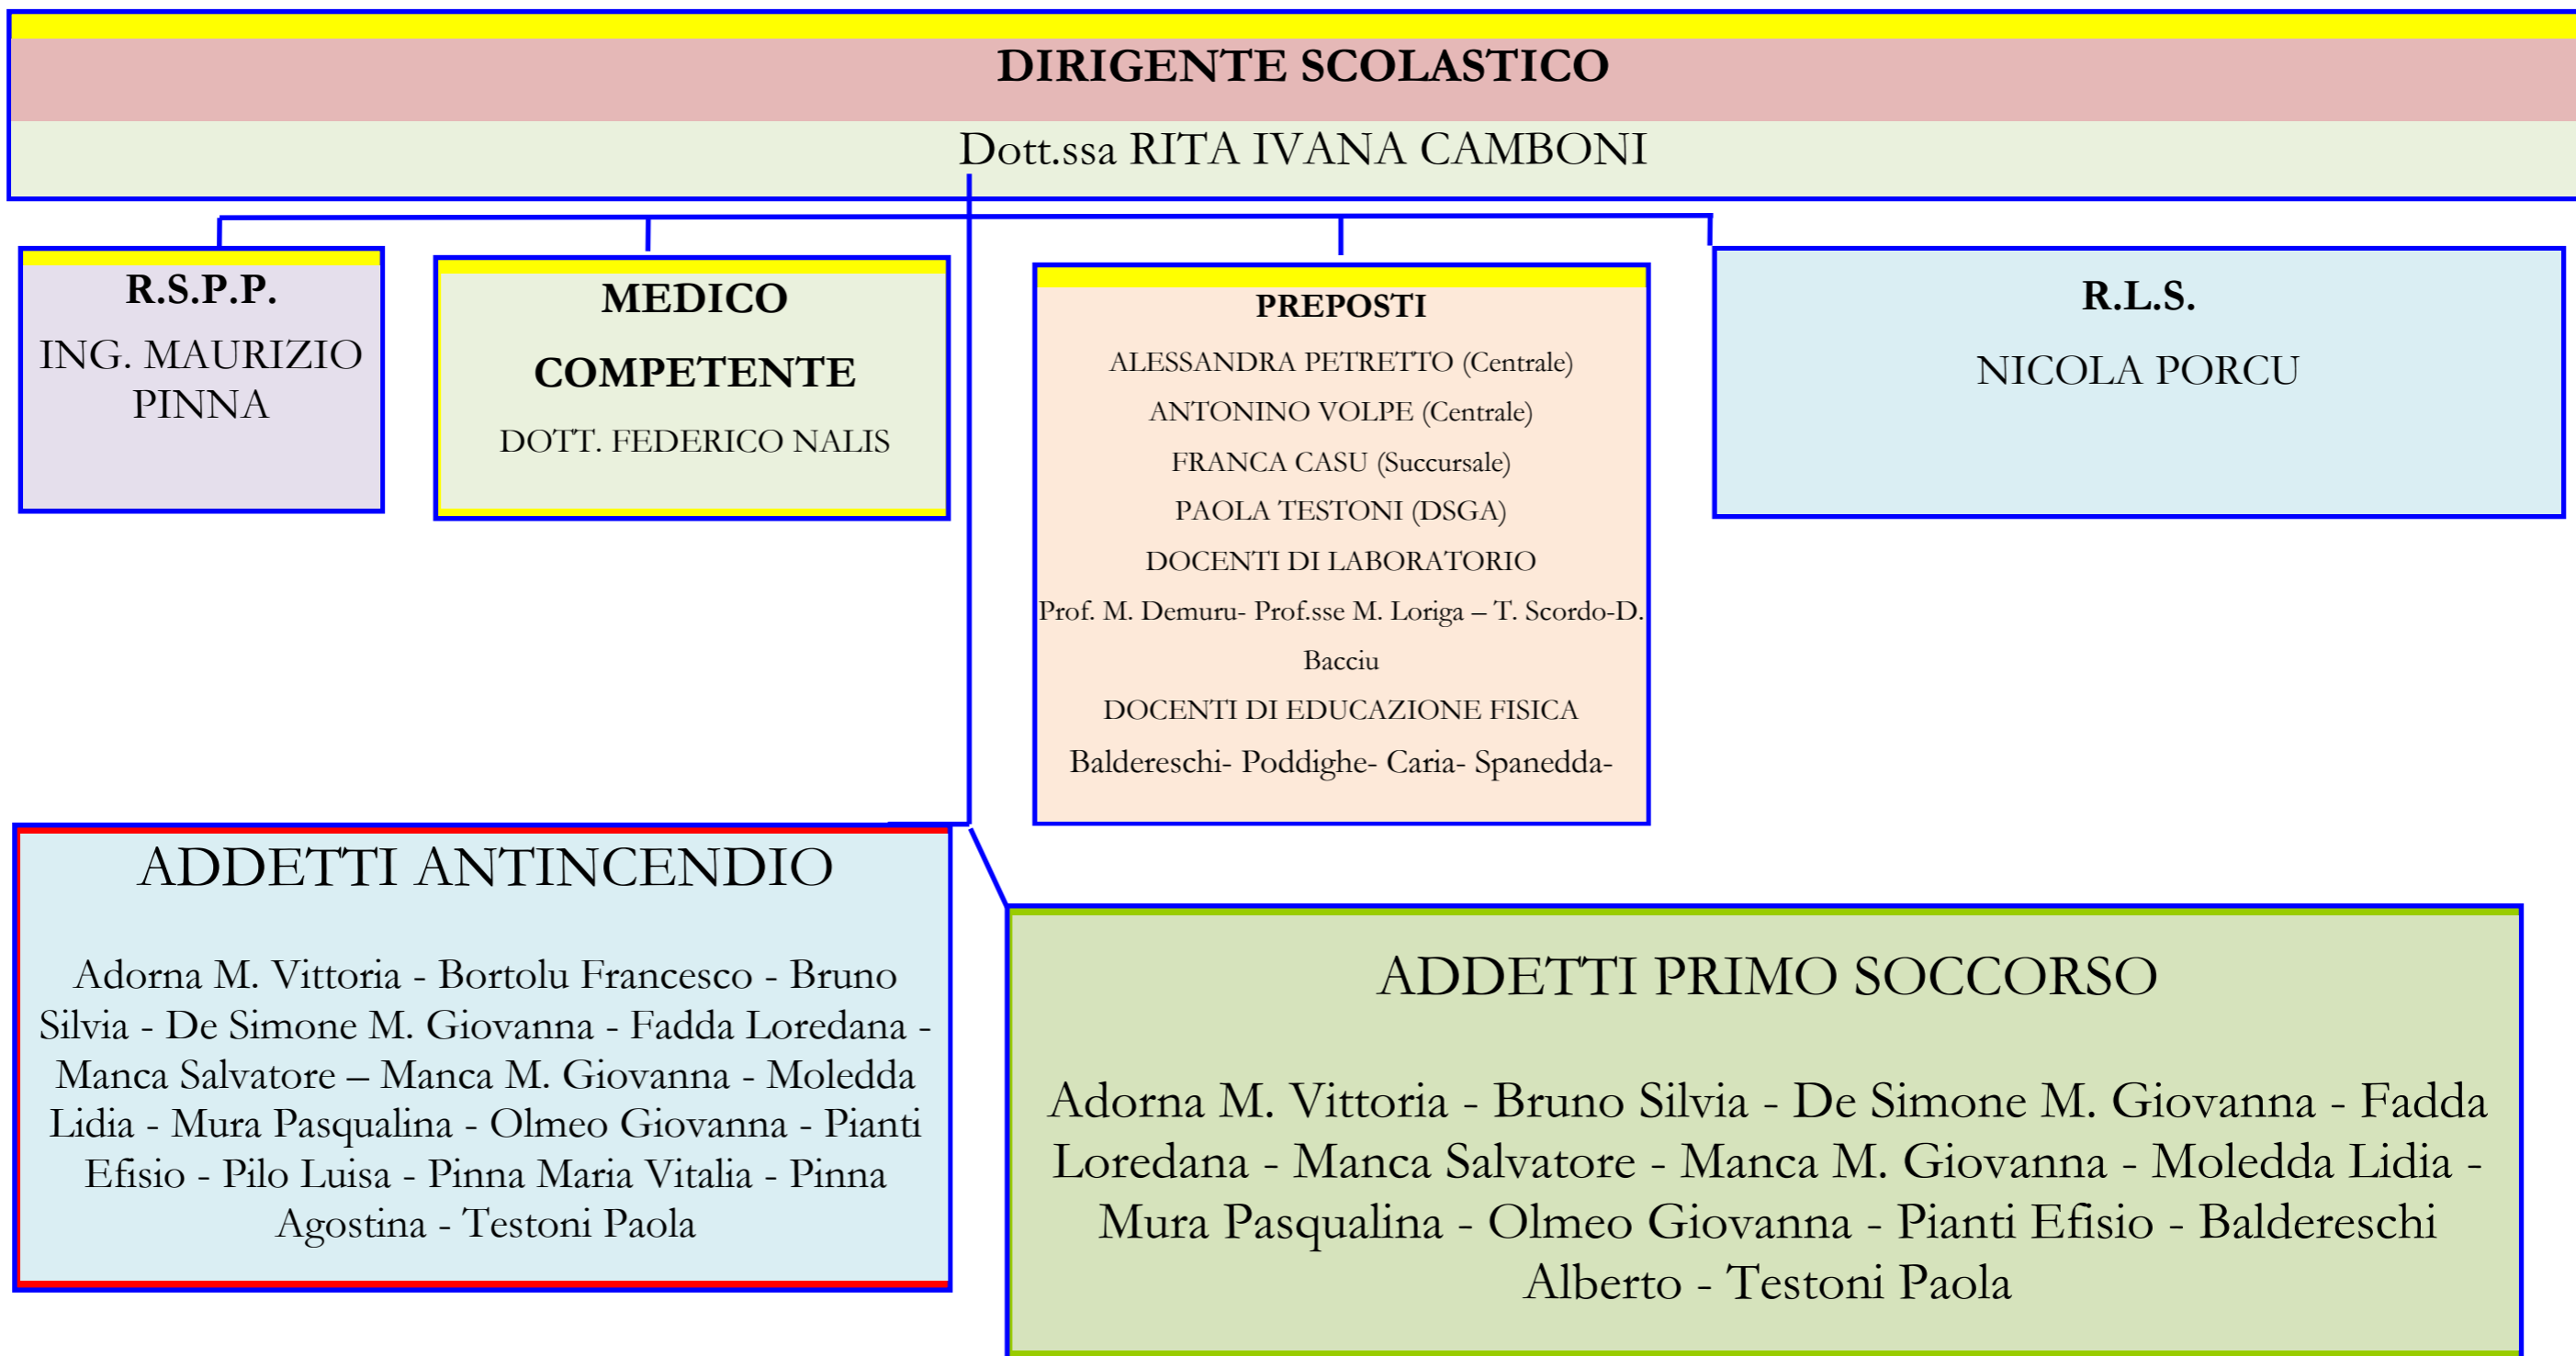 DIRIGENTE SCOLASTICO
Dott.ssa RITA IVANA CAMBONI
R.S.P.P.
ING. MAURIZIO
PINNA
MEDICO
COMPETENTE
DOTT. FEDERICO NALIS
PREPOSTI
ALESSANDRA PETRETTO (Centrale)
ANTONINO VOLPE (Centrale)
FRANCA CASU (Succursale)
PAOLA TESTONI (DSGA)
DOCENTI DI LABORATORIO
Prof. M. Demuru- Prof.sse M. Loriga – T. Scordo-D.
Bacciu
DOCENTI DI EDUCAZIONE FISICA
Baldereschi- Poddighe- Caria- Spanedda-
R.L.S.
NICOLA PORCU
ADDETTI ANTINCENDIO
Adorna M. Vittoria - Bortolu Francesco - Bruno
Silvia - De Simone M. Giovanna - Fadda Loredana -
Manca Salvatore – Manca M. Giovanna - Moledda
Lidia - Mura Pasqualina - Olmeo Giovanna - Pianti
Efisio - Pilo Luisa - Pinna Maria Vitalia - Pinna
Agostina - Testoni Paola
ADDETTI PRIMO SOCCORSO
Adorna M. Vittoria - Bruno Silvia - De Simone M. Giovanna - Fadda
Loredana - Manca Salvatore - Manca M. Giovanna - Moledda Lidia -
Mura Pasqualina - Olmeo Giovanna - Pianti Efisio - Baldereschi
Alberto - Testoni Paola